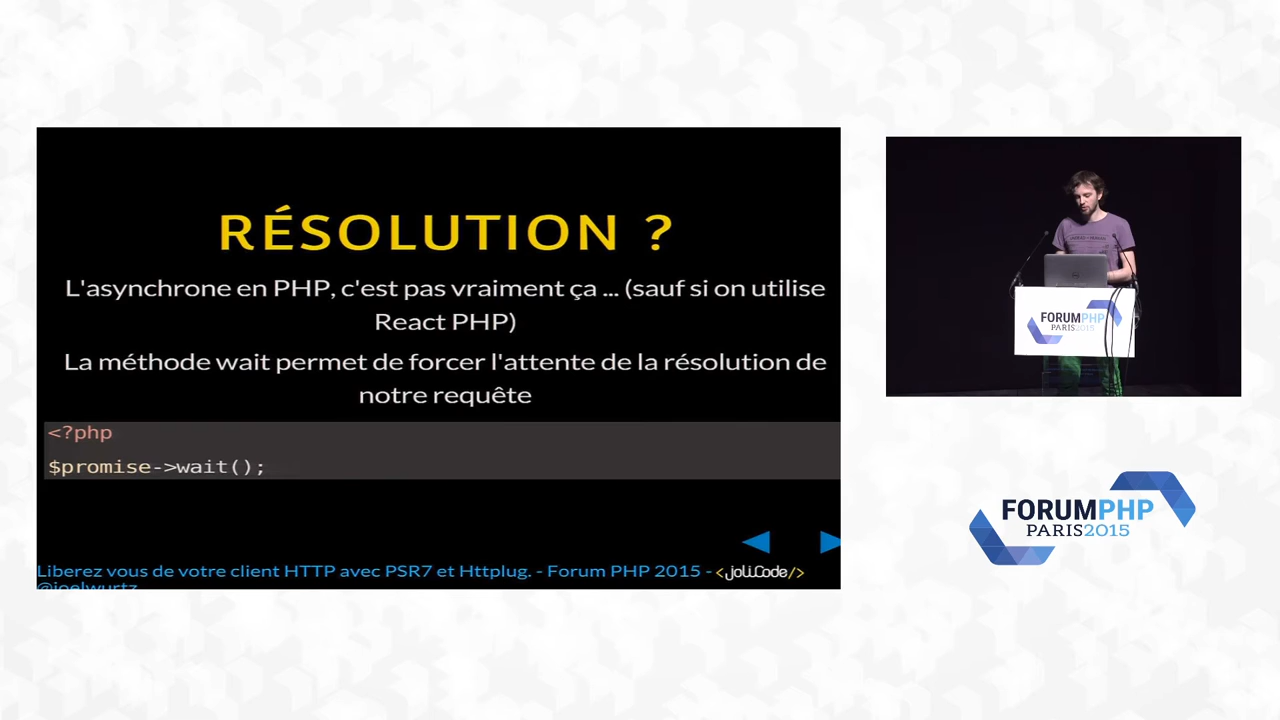 RÉSOLUTION ?
L'asynchrone en PHP, c'est pas vraiment ça ... (sauf si on utilise
React PHP)
La méthode wait permet de forcer l'attente de la résolution de
notre requête
<?php
$promise->wait();
Liberez vous de votre client HTTP avec PSR7 et Httplug. - Forum PHP 2015 - <joliCode/>
@joelwurtz
FORUMPHP
PARIS2015
FORUMPHP
PARIS2015